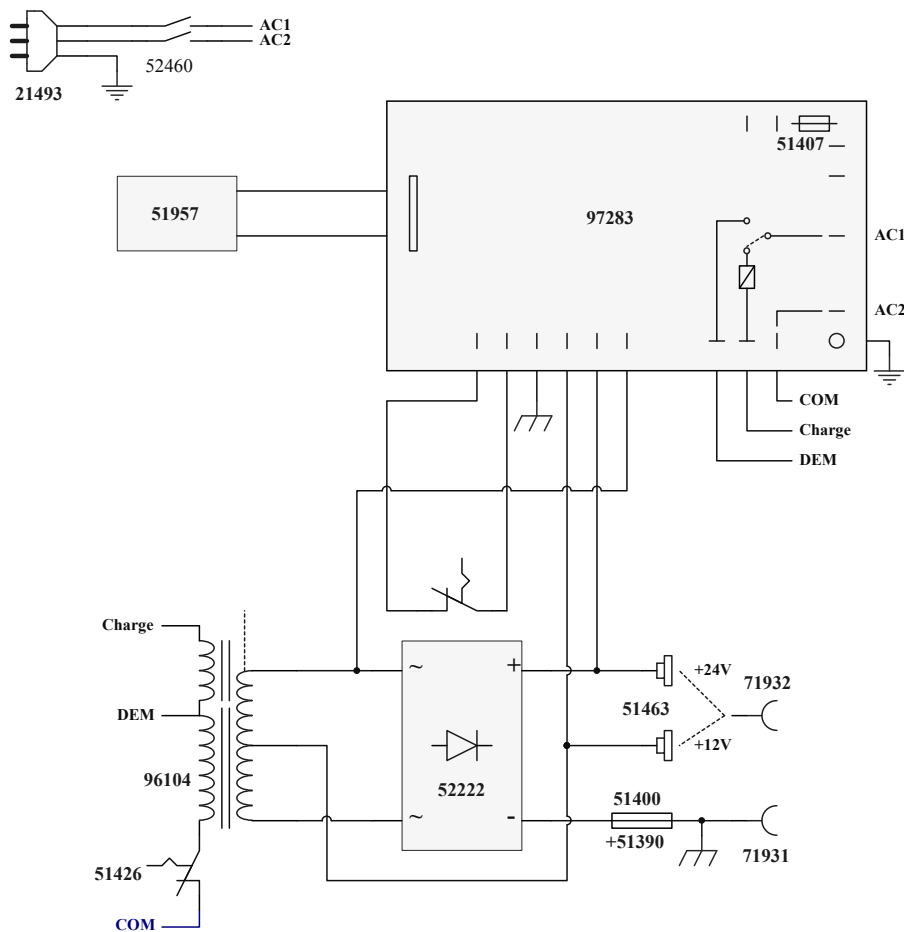 AC1
AC2
52460
21493
51407
51957
97283
AC1
AC2
COM
Charge
DEM
Charge
~
+
+24V
71932
51463
DEM
+12V
96104
52222
51400
~
-
+51390
71931
51426
COM